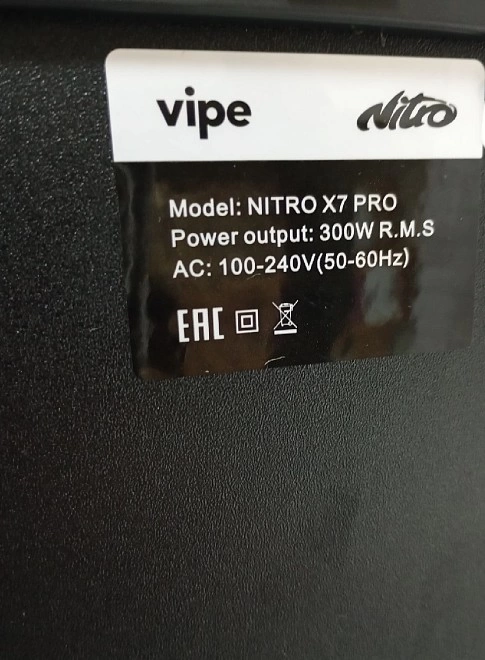 vipe Nitro
Model: NITRO X7 PRO
Power output: 300W R.M.S
AC: 100-240V(50-60Hz)
EAC